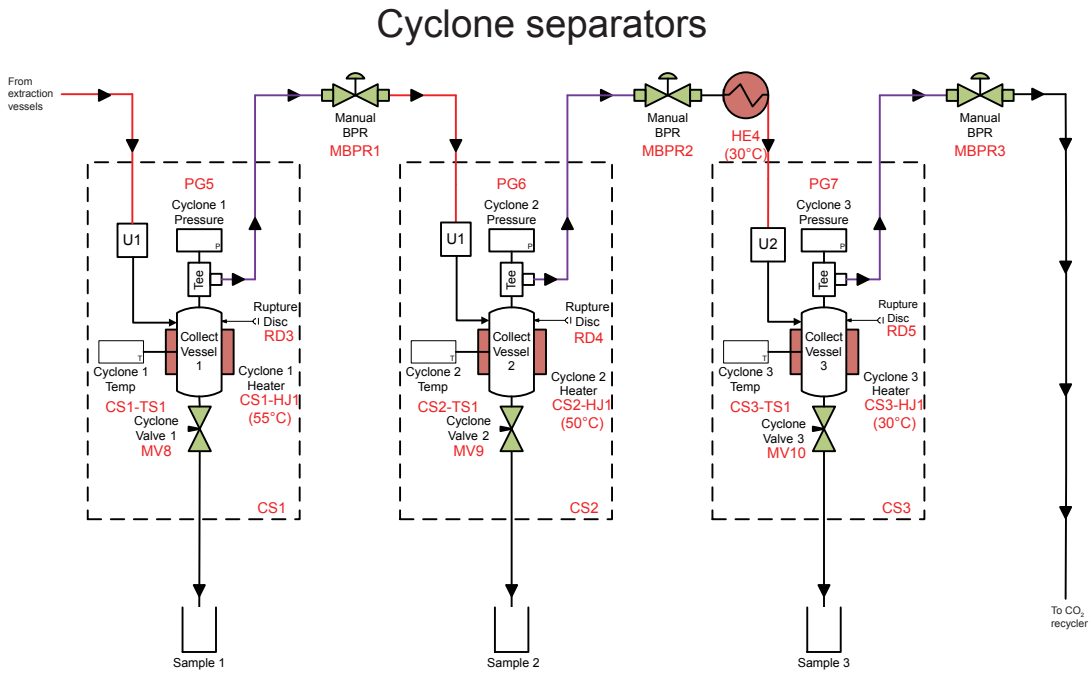 Cyclone separators
From
extraction
vessels
Manual
BPR
MBPR1
Manual
BPR
MBPR2
HE4
(30°C)
Manual
BPR
MBPR3
PG5
Cyclone 1
Pressure
P
U1
Tee
Rupture
Disc
RD3
Collect
Vessel
1
T
Cyclone 1
Temp
CS1-TS1
Cyclone 1
Heater
CS1-HJ1
(55°C)
Cyclone
Valve 1
MV8
CS1
Sample 1
PG6
Cyclone 2
Pressure
P
U1
Tee
Rupture
Disc
RD4
Collect
Vessel
2
T
Cyclone 2
Temp
CS2-TS1
Cyclone 2
Heater
CS2-HJ1
(50°C)
Cyclone
Valve 2
MV9
CS2
Sample 2
PG7
Cyclone 3
Pressure
P
U2
Tee
Rupture
Disc
RD5
Collect
Vessel
3
T
Cyclone 3
Temp
CS3-TS1
Cyclone 3
Heater
CS3-HJ1
(30°C)
Cyclone
Valve 3
MV10
CS3
Sample 3
To CO₂
recycler